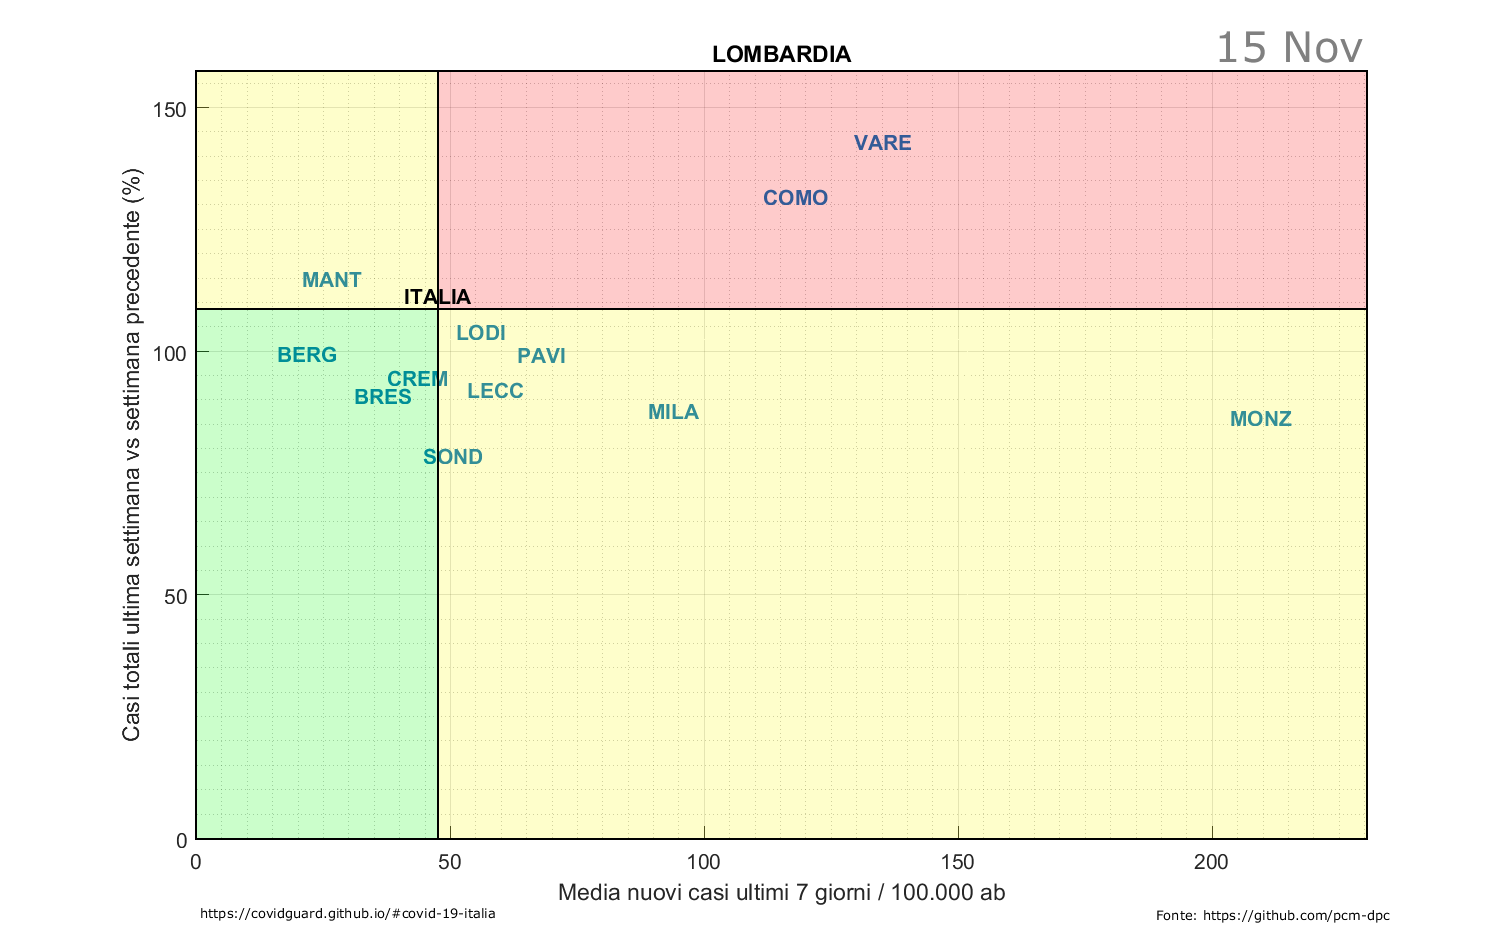 15 Nov
LOMBARDIA
150
VARE
COMO
MANT
ITALIA
LODI
100
BERG
PAVI
CREM
LECC
BRES
MILA
MONZ
SOND
50
0
0
50
100
150
200
Casi totali ultima settimana vs settimana precedente (%)
Media nuovi casi ultimi 7 giorni / 100.000 ab
https://covidguard.github.io/#covid-19-italia
Fonte: https://github.com/pcm-dpc